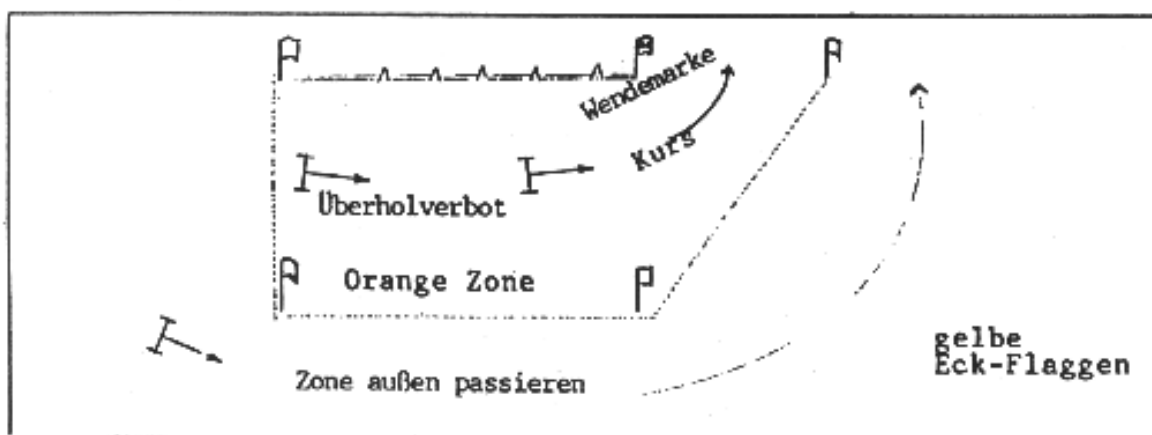 Wendemarke
Kurs
Überholverbot
Orange Zone
Zone außen passieren
gelbe
Eck-Flaggen